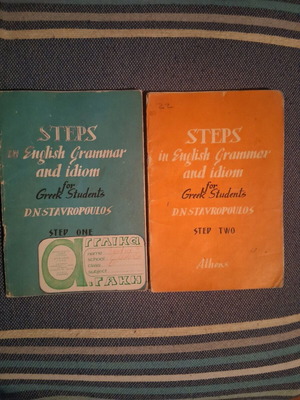 STEPS
in English Grammar
and idiom
for
Greek Students
D.N.STAVROPOULOS
STEP ONE
STEPS
in English Grammar
and idiom
for
Greek Students
D.N.STAVROPOULOS
STEP TWO
Athens